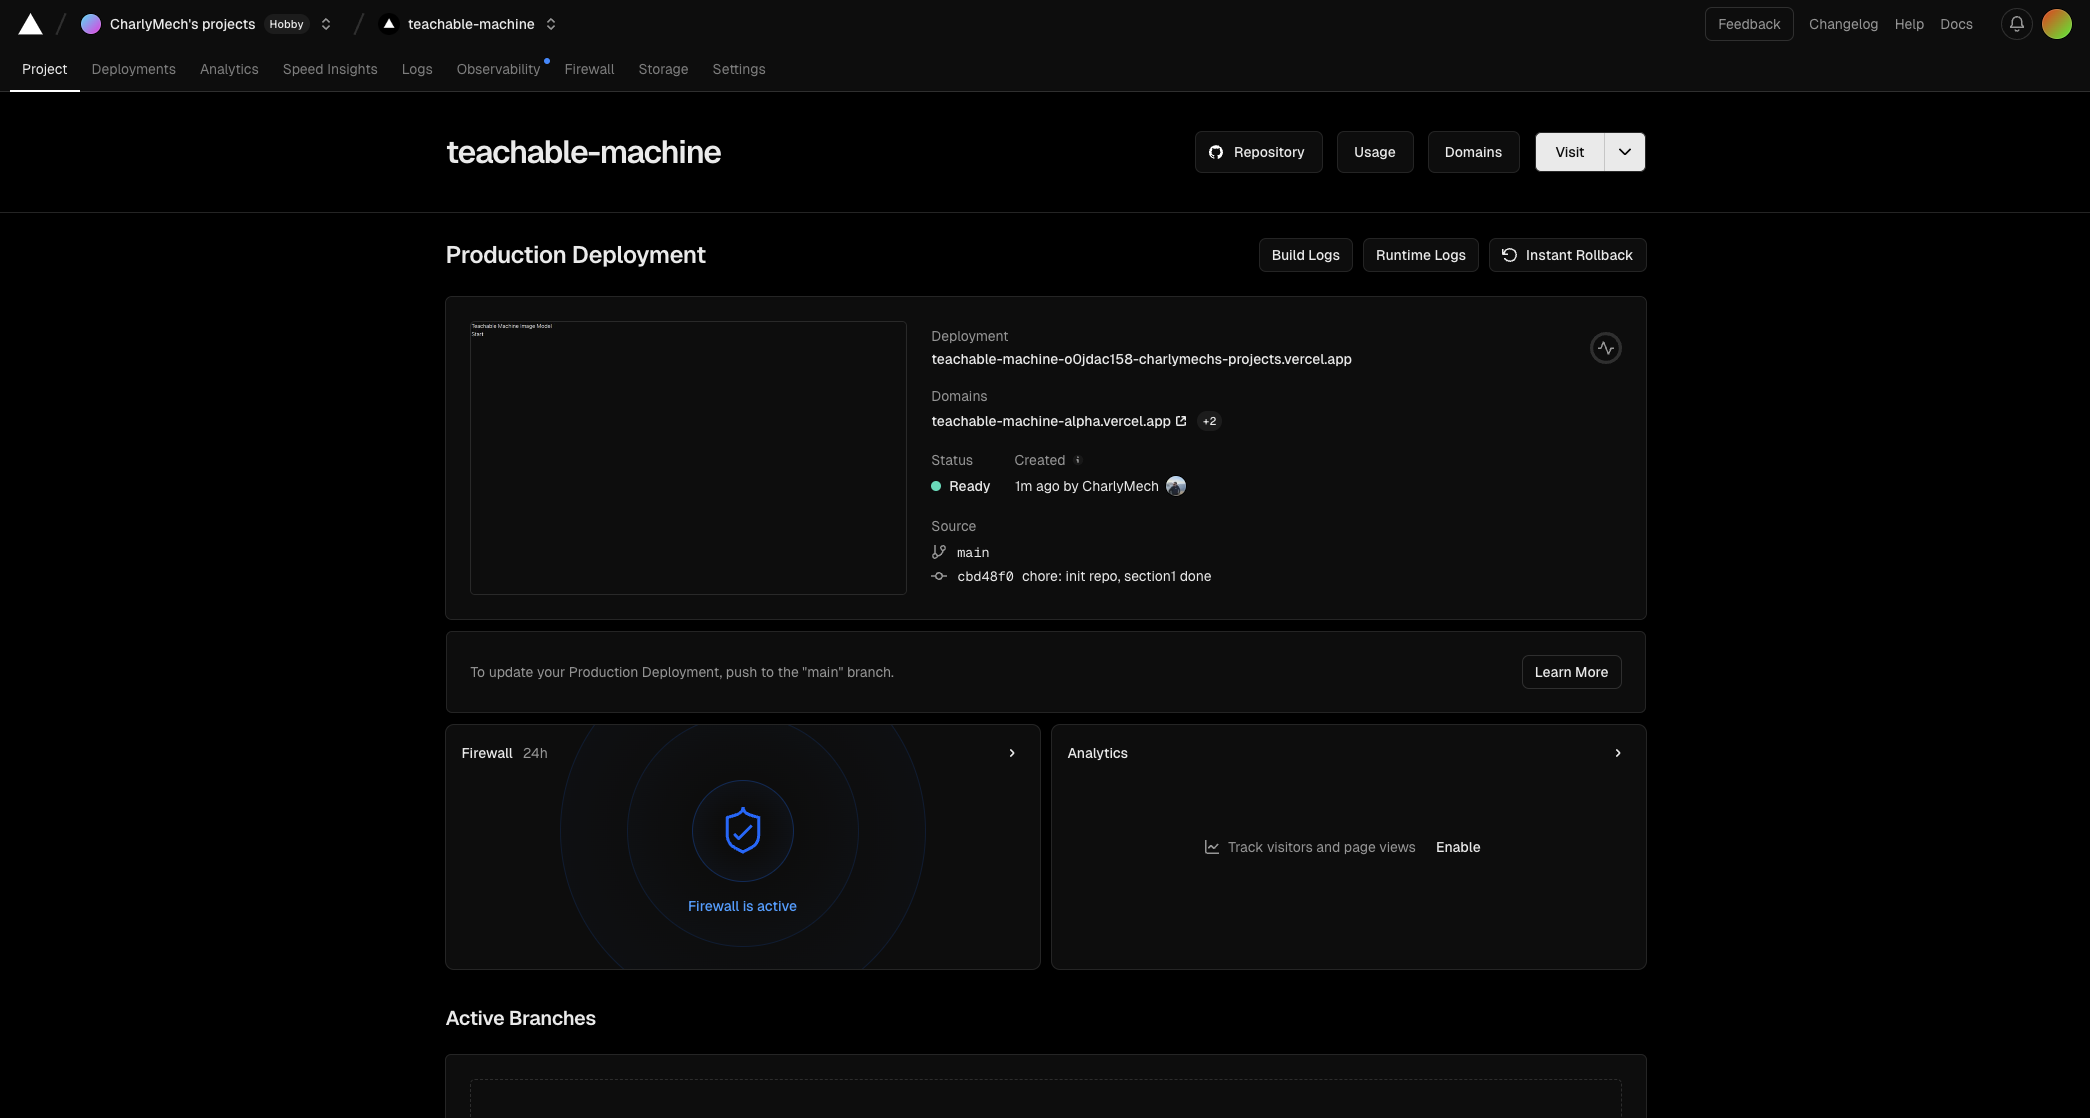 CharlyMech's projects Hobby teachable-machine Feedback Changelog Help Docs
Project Deployments Analytics Speed Insights Logs Observability Firewall Storage Settings
teachable-machine Repository Usage Domains Visit
Production Deployment Build Logs Runtime Logs Instant Rollback
Teachable Machine Image Model
Start
Deployment
teachable-machine-o0jdac158-charlymechs-projects.vercel.app
Domains
teachable-machine-alpha.vercel.app +2
Status Created
Ready 1m ago by CharlyMech
Source
main
cbd48f0 chore: init repo, section1 done
To update your Production Deployment, push to the "main" branch. Learn More
Firewall 24h
Firewall is active
Analytics
Track visitors and page views Enable
Active Branches